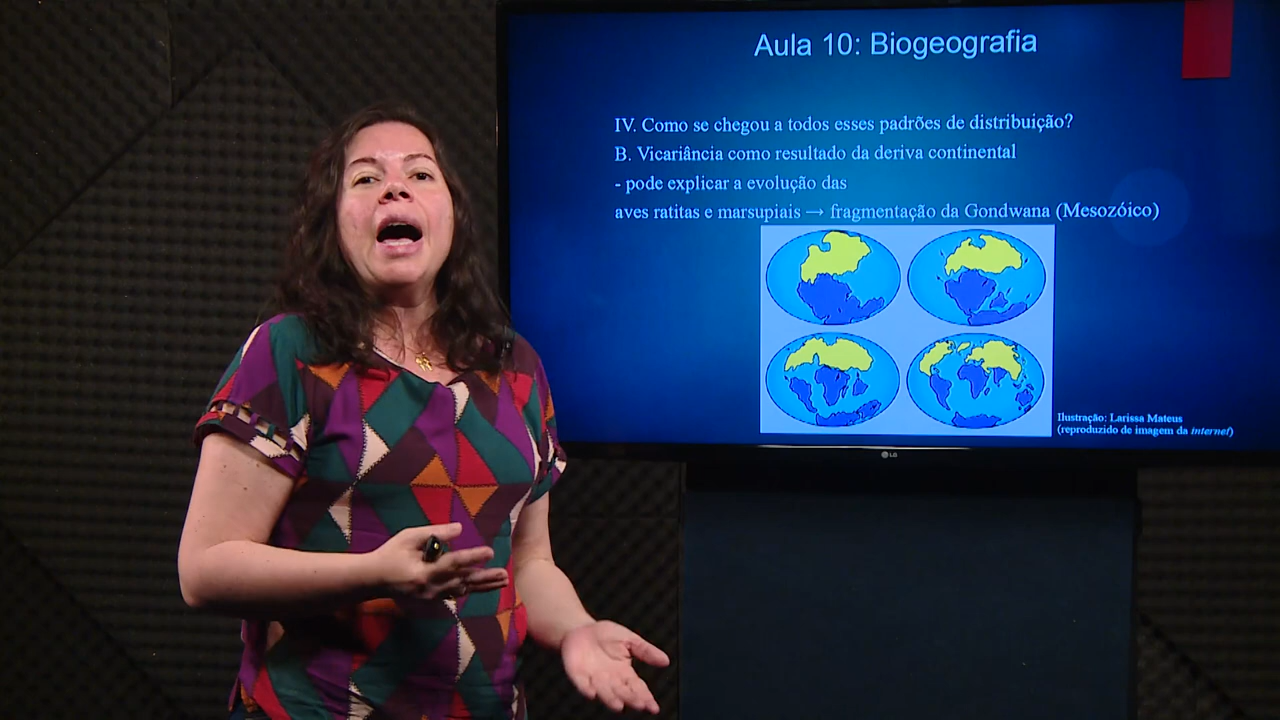 Aula 10: Biogeografia
IV. Como se chegou a todos esses padrões de distribuição?
B. Vicariância como resultado da deriva continental
- pode explicar a evolução das
aves ratitas e marsupiais → fragmentação da Gondwana (Mesozóico)
Ilustração: Larissa Mateus
(reproduzido de imagem da internet)
LG